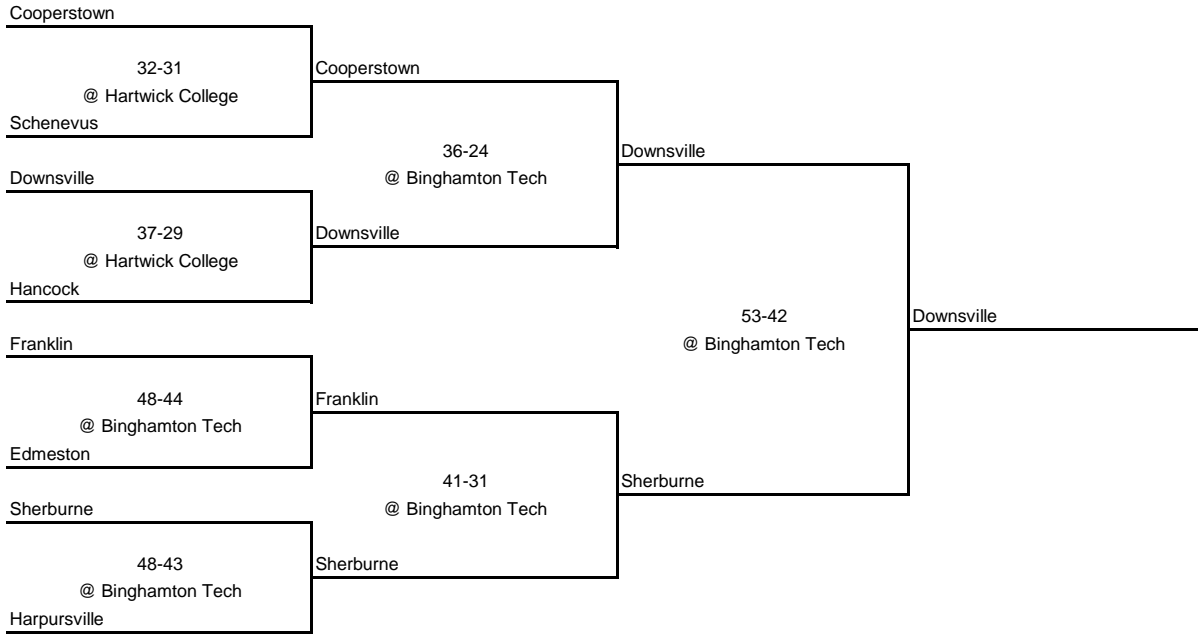 Cooperstown
32-31
@ Hartwick College
Schenevus
Downsville
37-29
@ Hartwick College
Hancock
Franklin
48-44
@ Binghamton Tech
Edmeston
Sherburne
48-43
@ Binghamton Tech
Harpursville
Cooperstown
36-24
@ Binghamton Tech
Downsville
Franklin
41-31
@ Binghamton Tech
Sherburne
Downsville
53-42
@ Binghamton Tech
Sherburne
Downsville